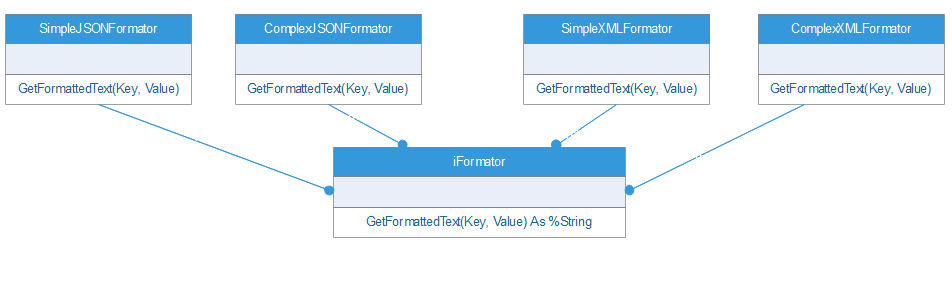 SimpleJSONFormator
ComplexJSONFormator
SimpleXMLFormator
ComplexXMLFormator
GetFormattedText(Key, Value)
GetFormattedText(Key, Value)
GetFormattedText(Key, Value)
GetFormattedText(Key, Value)
iFormator
GetFormattedText(Key, Value) As %String